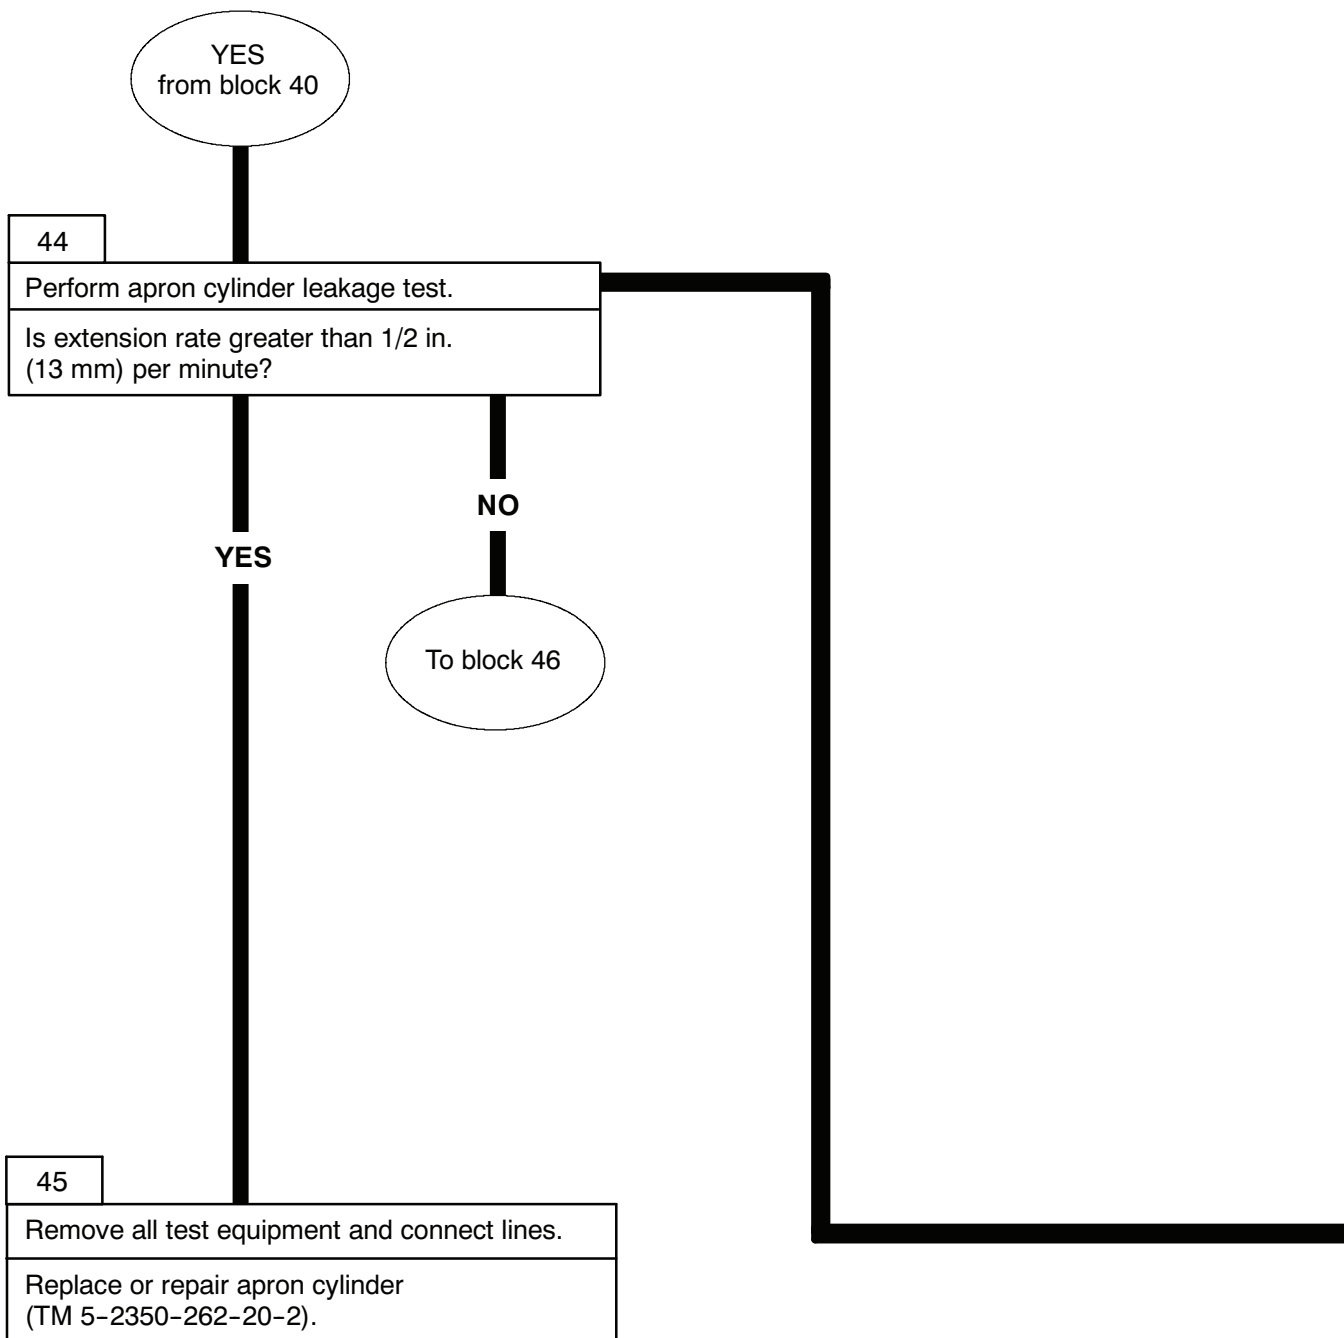 YES
from block 40
44
Perform apron cylinder leakage test.
Is extension rate greater than 1/2 in.
(13 mm) per minute?
NO
YES
To block 46
45
Remove all test equipment and connect lines.
Replace or repair apron cylinder
(TM 5-2350-262-20-2).